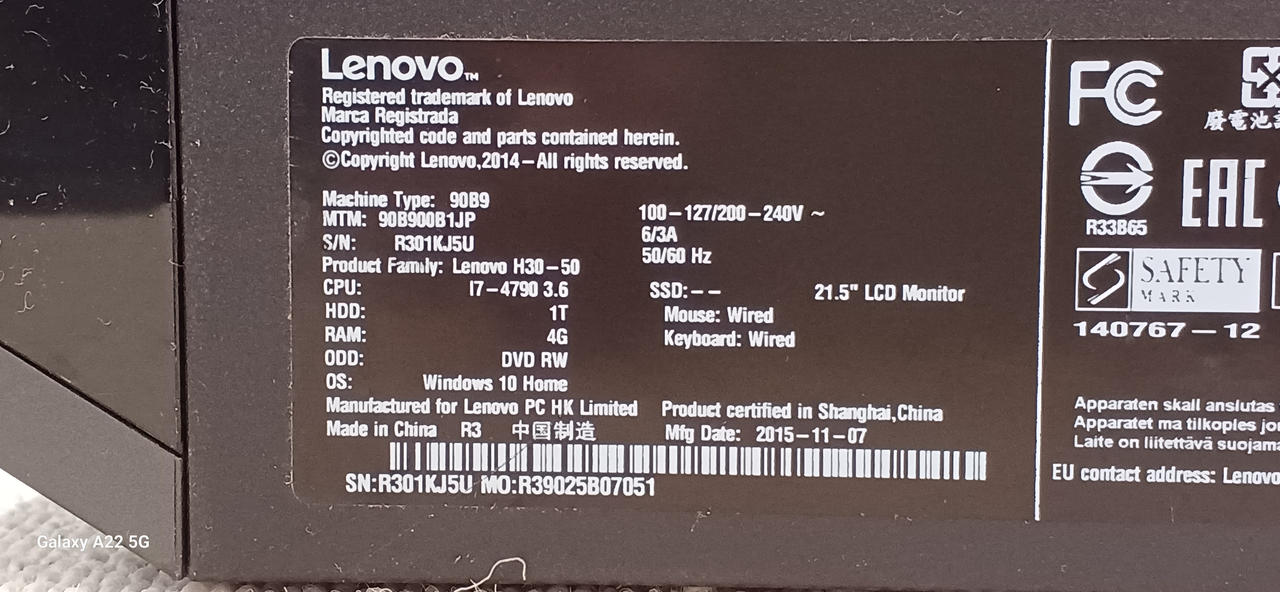 Lenovo™
Registered trademark of Lenovo
Marca Registrada
Copyrighted code and parts contained herein.
©Copyright Lenovo,2014–All rights reserved.
Machine Type: 90B9
MTM: 90B900B1JP
S/N: R301KJ5U
Product Family: Lenovo H30–50
CPU: I7–4790 3.6
HDD: 1T
RAM: 4G
ODD: DVD RW
OS: Windows 10 Home
100–127/200–240V ~
6/3A
50/60 Hz
SSD: – –
21.5" LCD Monitor
Mouse: Wired
Keyboard: Wired
Manufactured for Lenovo PC HK Limited
Product certified in Shanghai,China
Made in China R3 中国制造
Mfg Date: 2015–11–07
SN:R301KJ5U MO:R39025B07051
FC
廢電池
R33B65
EAC
SAFETY
MARK
140767–12
Apparaten skall anslutas
Apparatet ma tilkoples
Laite on liitettävä
EU contact address: Lenovo
Galaxy A22 5G